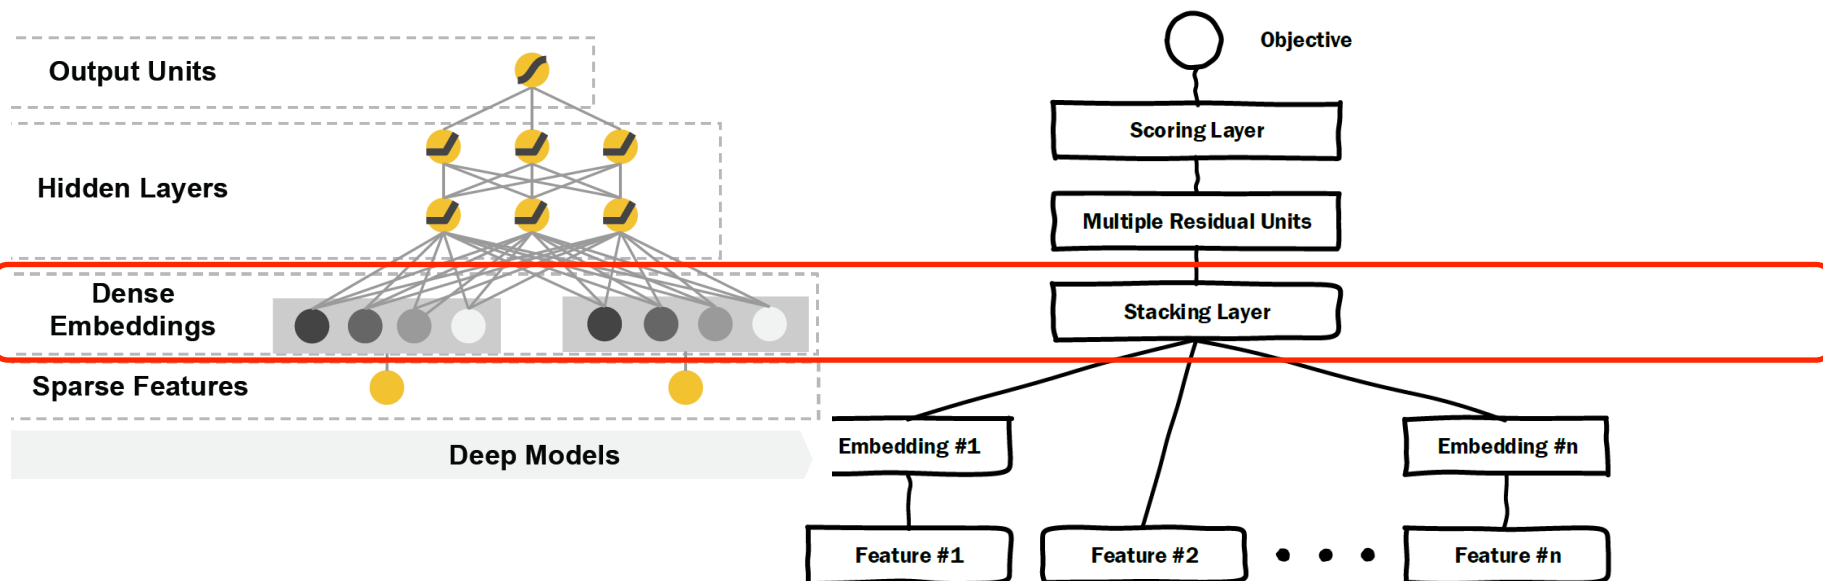 Output Units
Hidden Layers
Dense
Embeddings
Sparse Features
Deep Models
Objective
Scoring Layer
Multiple Residual Units
Stacking Layer
Embedding #1
Embedding #n
Feature #1
Feature #2
Feature #n